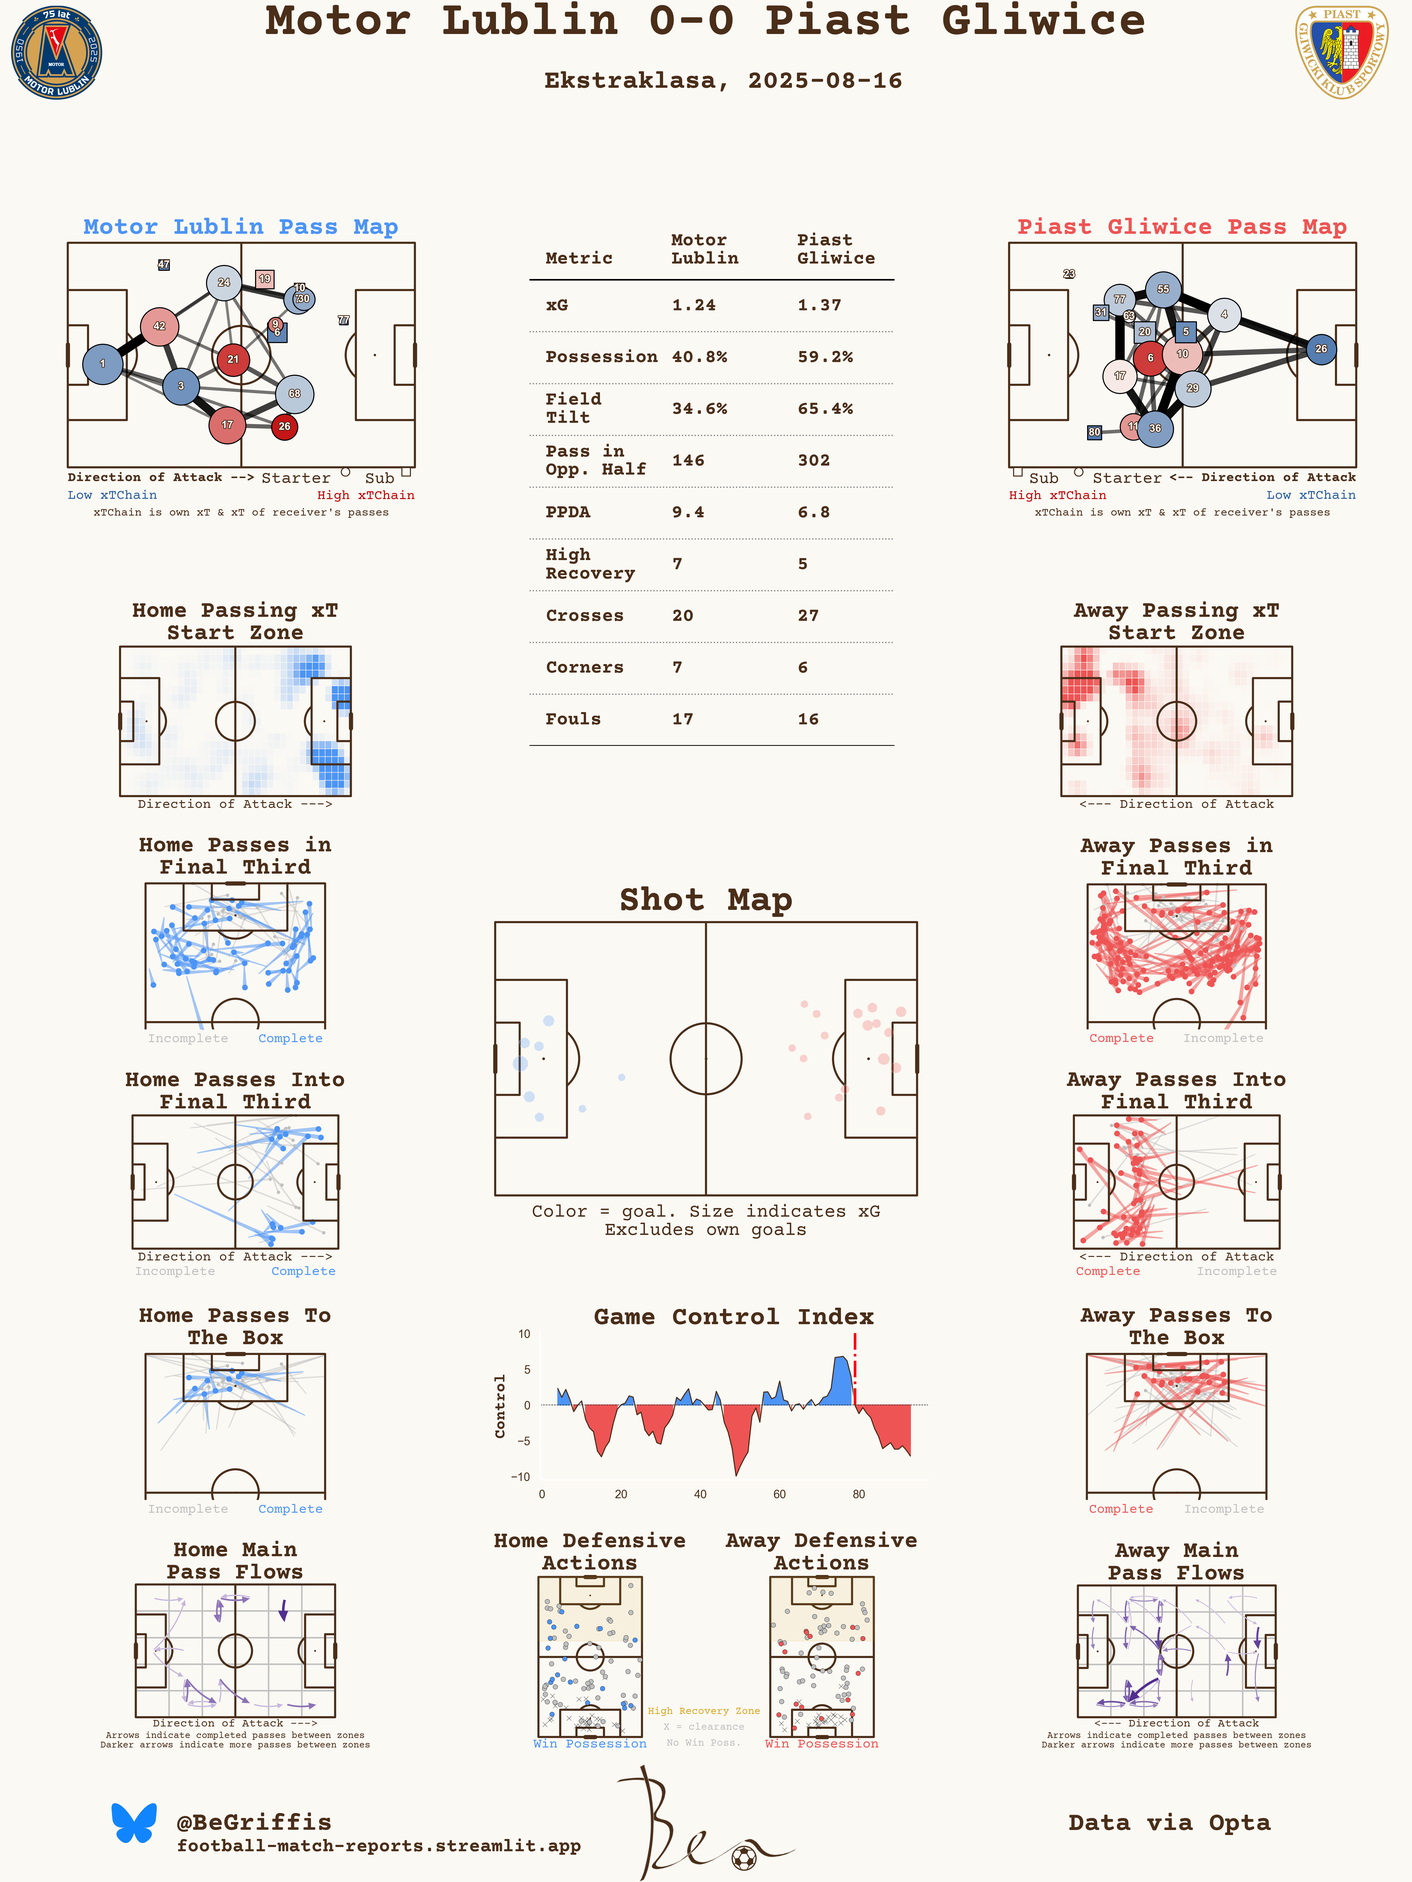 Motor Lublin 0-0 Piast Gliwice
Ekstraklasa, 2025-08-16
75 lat
1950
2025
MOTOR
MOTOR LUBLIN
PIAST
GLIWICKI KLUB SPORTOWY
Motor Lublin Pass Map
47
24
19
10
30
77
42
9
6
1
21
3
68
17
26
Direction of Attack --> Starter Sub
Low xTChain High xTChain
xTChain is own xT & xT of receiver's passes
Metric Motor Lublin Piast Gliwice
xG 1.24 1.37
Possession 40.8% 59.2%
Field Tilt 34.6% 65.4%
Pass in Opp. Half 146 302
PPDA 9.4 6.8
High Recovery 7 5
Crosses 20 27
Corners 7 6
Fouls 17 16
Piast Gliwice Pass Map
23
55
77
31
63
4
20
5
26
6
10
17
29
80
11
36
Sub Starter <-- Direction of Attack
High xTChain Low xTChain
xTChain is own xT & xT of receiver's passes
Home Passing xT
Start Zone
Direction of Attack --->
Away Passing xT
Start Zone
<--- Direction of Attack
Home Passes in
Final Third
Incomplete Complete
Away Passes in
Final Third
Complete Incomplete
Shot Map
Color = goal. Size indicates xG
Excludes own goals
Home Passes Into
Final Third
Direction of Attack --->
Incomplete Complete
Away Passes Into
Final Third
<--- Direction of Attack
Complete Incomplete
Home Passes To
The Box
Incomplete Complete
Game Control Index
Control
10
5
0
−5
−10
0 20 40 60 80
Away Passes To
The Box
Complete Incomplete
Home Main
Pass Flows
Direction of Attack --->
Arrows indicate completed passes between zones
Darker arrows indicate more passes between zones
Home Defensive
Actions
Win Possession
Away Defensive
Actions
Win Possession
High Recovery Zone
X = clearance
No Win Poss.
Away Main
Pass Flows
<--- Direction of Attack
Arrows indicate completed passes between zones
Darker arrows indicate more passes between zones
@BeGriffis
football-match-reports.streamlit.app
Ben
Data via Opta